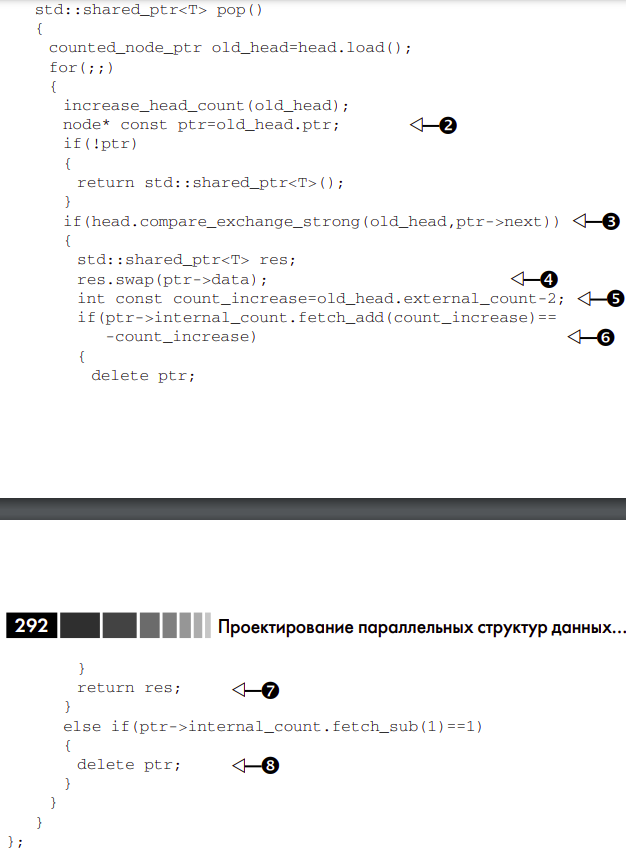 std::shared_ptr<T> pop()
{
counted_node_ptr old_head=head.load();
for(;;)
{
increase_head_count(old_head);
node* const ptr=old_head.ptr; ❷
if(!ptr)
{
return std::shared_ptr<T>();
}
if(head.compare_exchange_strong(old_head,ptr->next)) ❸
{
std::shared_ptr<T> res;
res.swap(ptr->data); ❹
int const count_increase=old_head.external_count-2; ❺
if(ptr->internal_count.fetch_add(count_increase)==
-count_increase) ❻
{
delete ptr;
292 Проектирование параллельных структур данных...
}
return res; ❼
}
else if(ptr->internal_count.fetch_sub(1)==1)
{
delete ptr; ❽
}
}
}
};